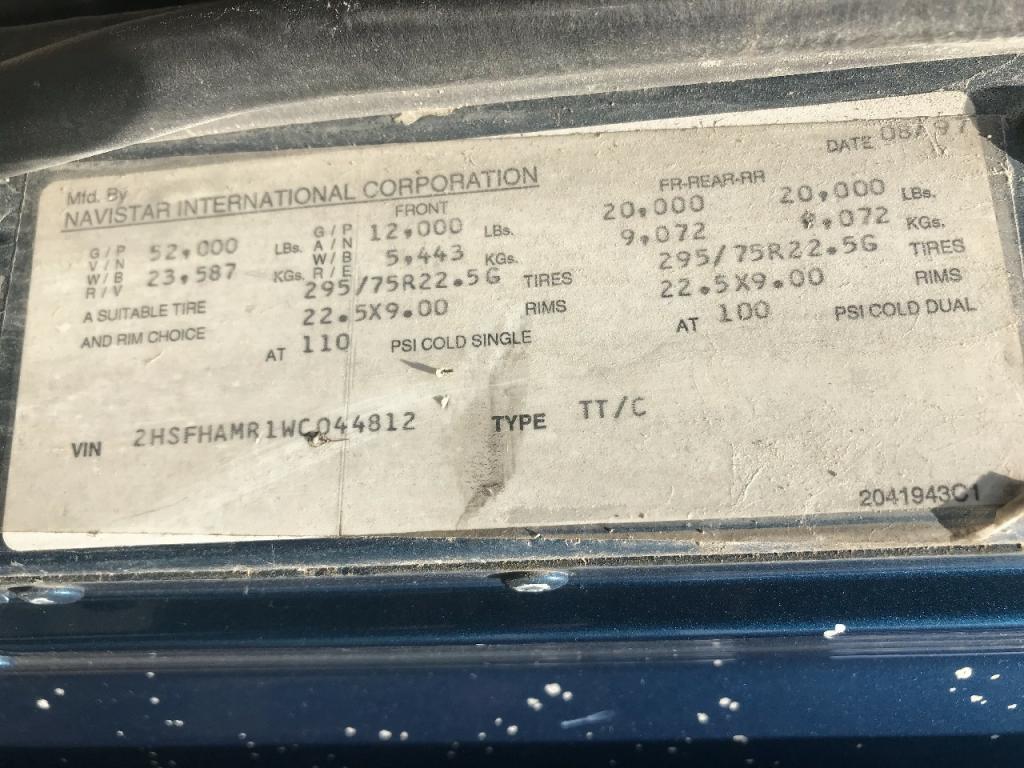 DATE 08/97
Mfd. By
NAVISTAR INTERNATIONAL CORPORATION
FRONT FR-REAR-RR
G/P 52,000 LBs. G/P 12,000 LBs. 20,000 20,000 LBs.
V/N A/N
W/B 23,587 KGs. W/B 5,443 KGs. 9,072 9,072 KGs.
R/V R/E
295/75R22.5G TIRES 295/75R22.5G TIRES
A SUITABLE TIRE 22.5X9.00 RIMS 22.5X9.00 RIMS
AND RIM CHOICE AT 110 PSI COLD SINGLE AT 100 PSI COLD DUAL
VIN 2HSFHAMR1WC044812 TYPE TT/C
2041943C1